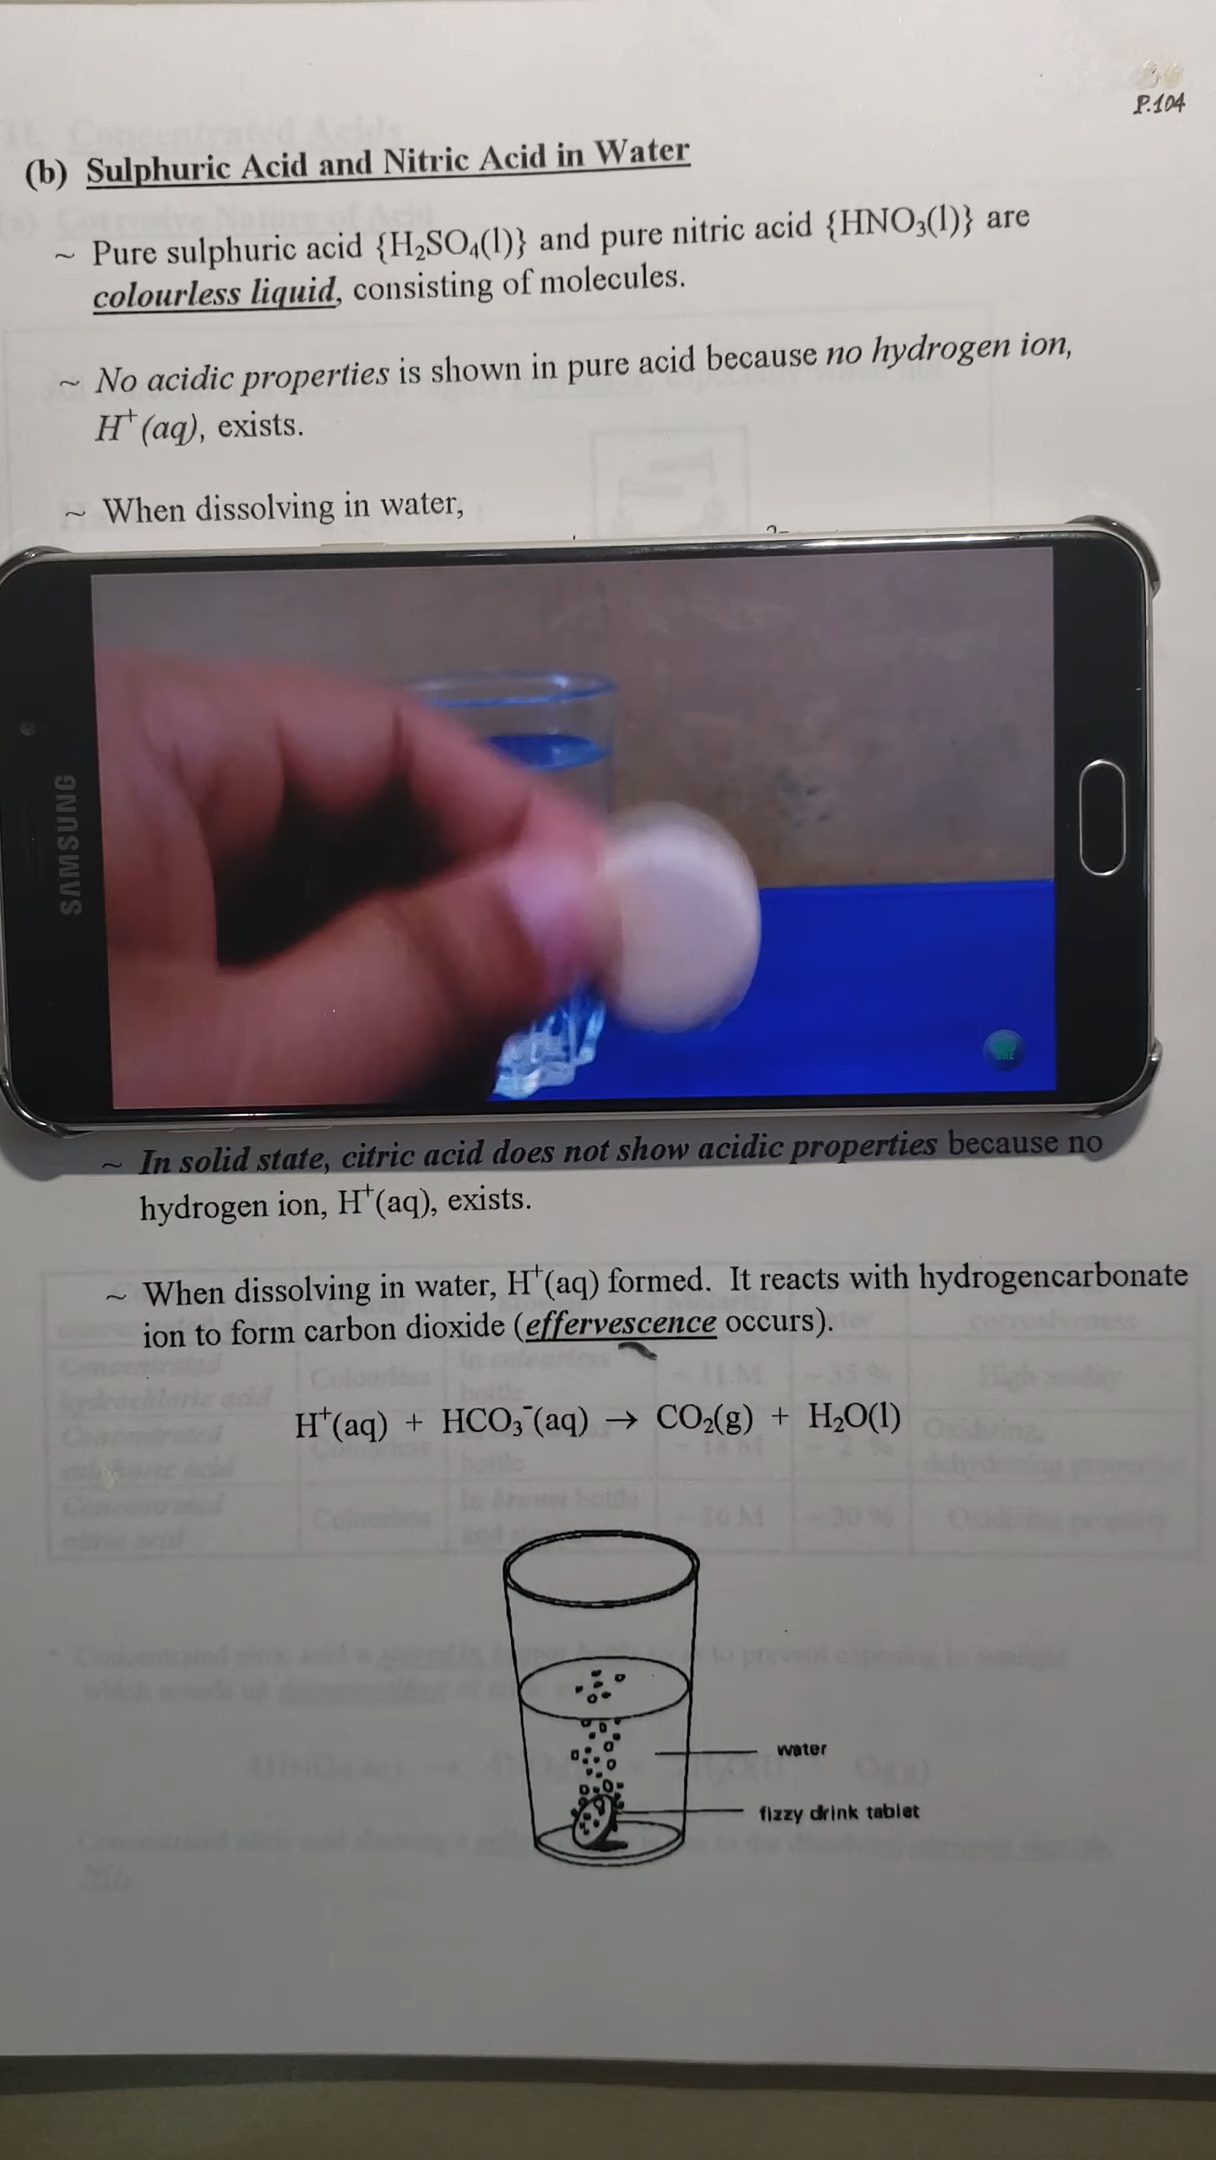 P.104
(b) Sulphuric Acid and Nitric Acid in Water
~ Pure sulphuric acid {H₂SO₄(l)} and pure nitric acid {HNO₃(l)} are
colourless liquid, consisting of molecules.
~ No acidic properties is shown in pure acid because no hydrogen ion,
H⁺(aq), exists.
~ When dissolving in water,
2−
SAMSUNG
~ In solid state, citric acid does not show acidic properties because no
hydrogen ion, H⁺(aq), exists.
~ When dissolving in water, H⁺(aq) formed. It reacts with hydrogencarbonate
ion to form carbon dioxide (effervescence occurs).
H⁺(aq) + HCO₃⁻(aq) → CO₂(g) + H₂O(l)
water
fizzy drink tablet